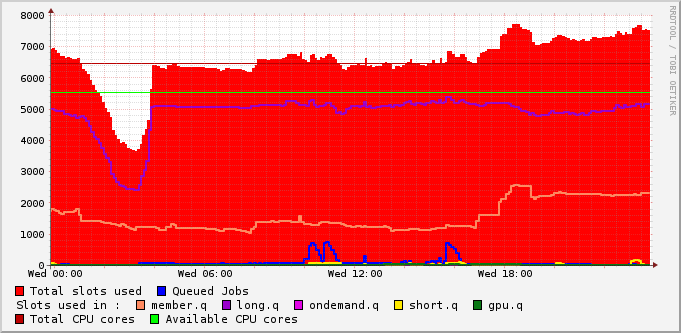 8000
7000
6000
5000
4000
3000
2000
1000
0
Wed 00:00 Wed 06:00 Wed 12:00 Wed 18:00
Total slots used Queued Jobs
Slots used in : member.q long.q ondemand.q short.q gpu.q
Total CPU cores Available CPU cores
RRDTOOL / TOBI OETIKER